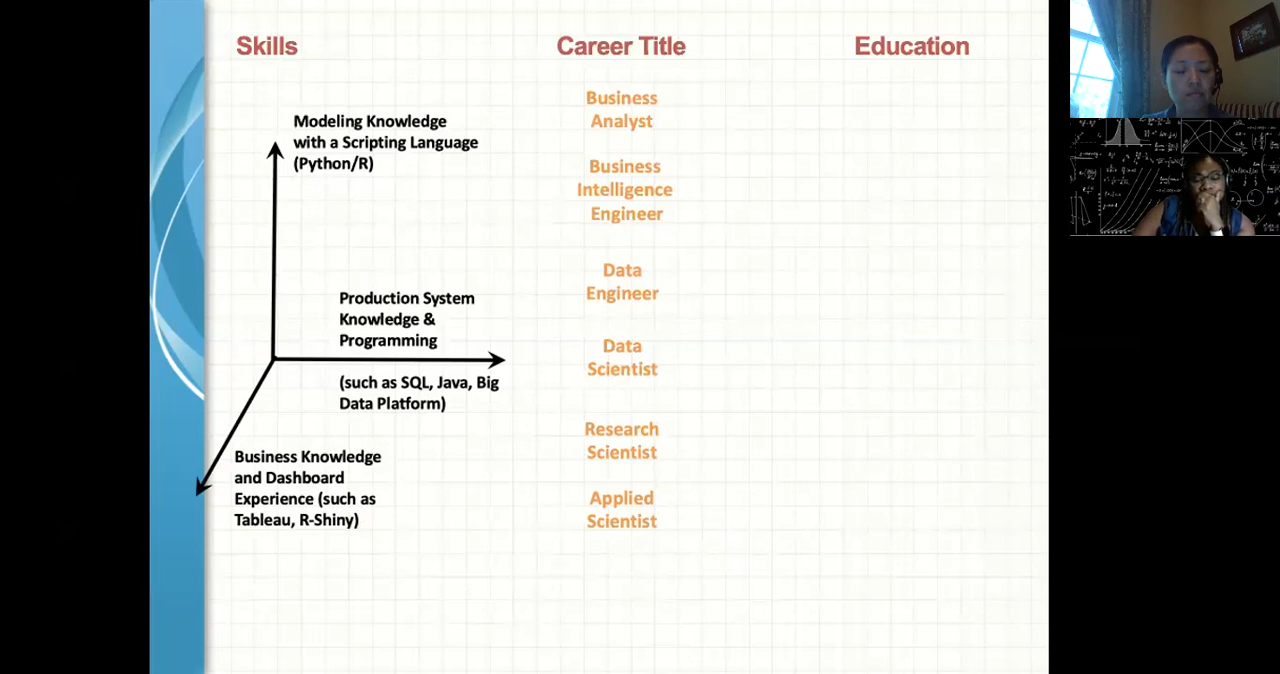 Skills
Career Title
Education
Modeling Knowledge
with a Scripting Language
(Python/R)
Production System
Knowledge &
Programming
(such as SQL, Java, Big
Data Platform)
Business Knowledge
and Dashboard
Experience (such as
Tableau, R-Shiny)
Business
Analyst
Business
Intelligence
Engineer
Data
Engineer
Data
Scientist
Research
Scientist
Applied
Scientist